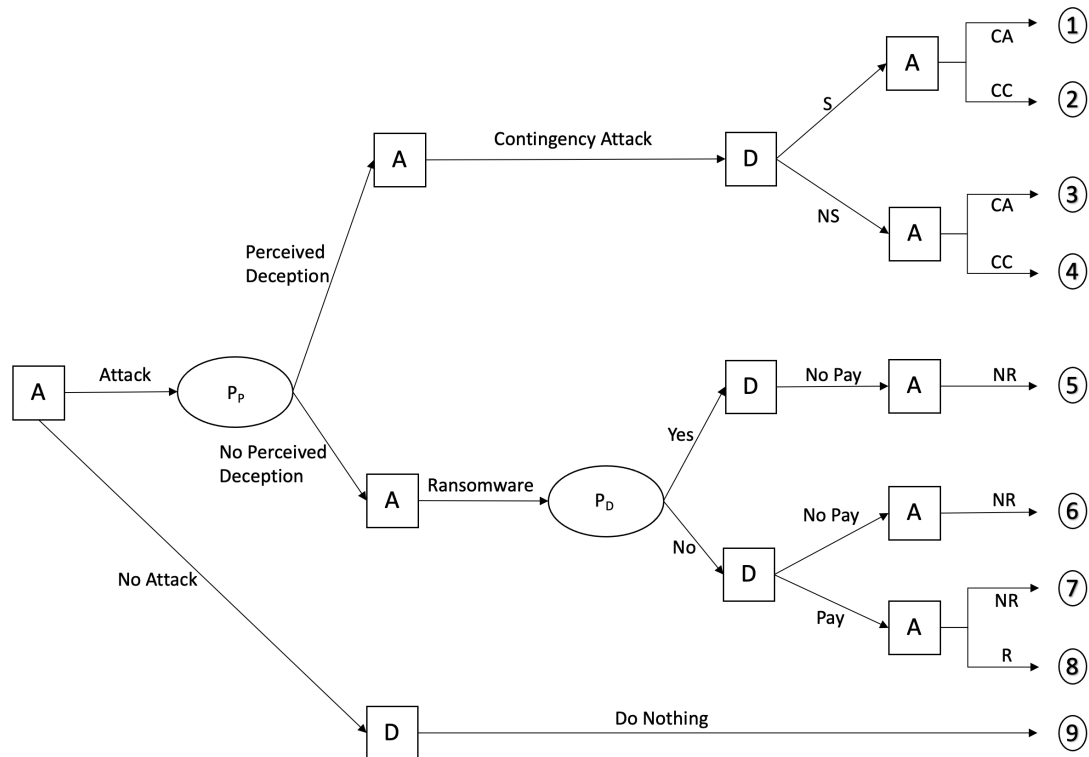 1
CA
A
S
CC
2
Contingency Attack
A
D
CA
3
NS
A
CC
4
Perceived
Deception
Attack
A
P_P
No Pay
D
A
NR
5
Yes
No Perceived
Deception
Ransomware
A
P_D
No Pay
A
NR
6
No
D
No Attack
Pay
A
NR
7
R
8
Do Nothing
D
9